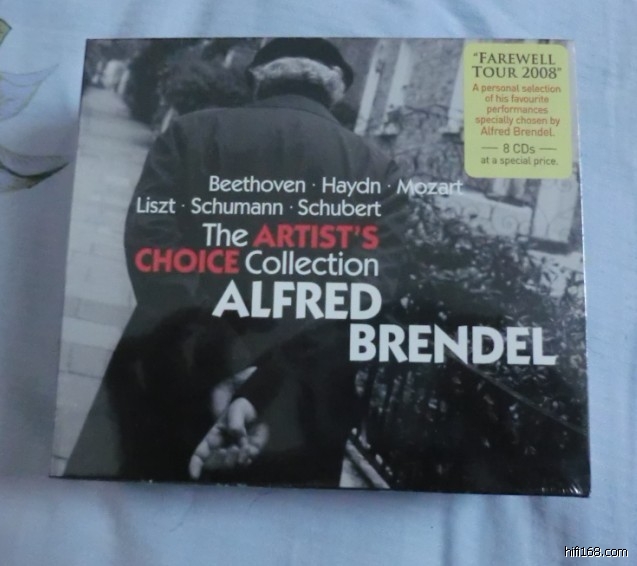 "FAREWELL
TOUR 2008"
A personal selection
of his favourite
performances
specially chosen by
Alfred Brendel.
8 CDs
at a special price.
Beethoven · Haydn · Mozart
Liszt · Schumann · Schubert
The ARTIST'S
CHOICE Collection
ALFRED
BRENDEL
hifi168.com